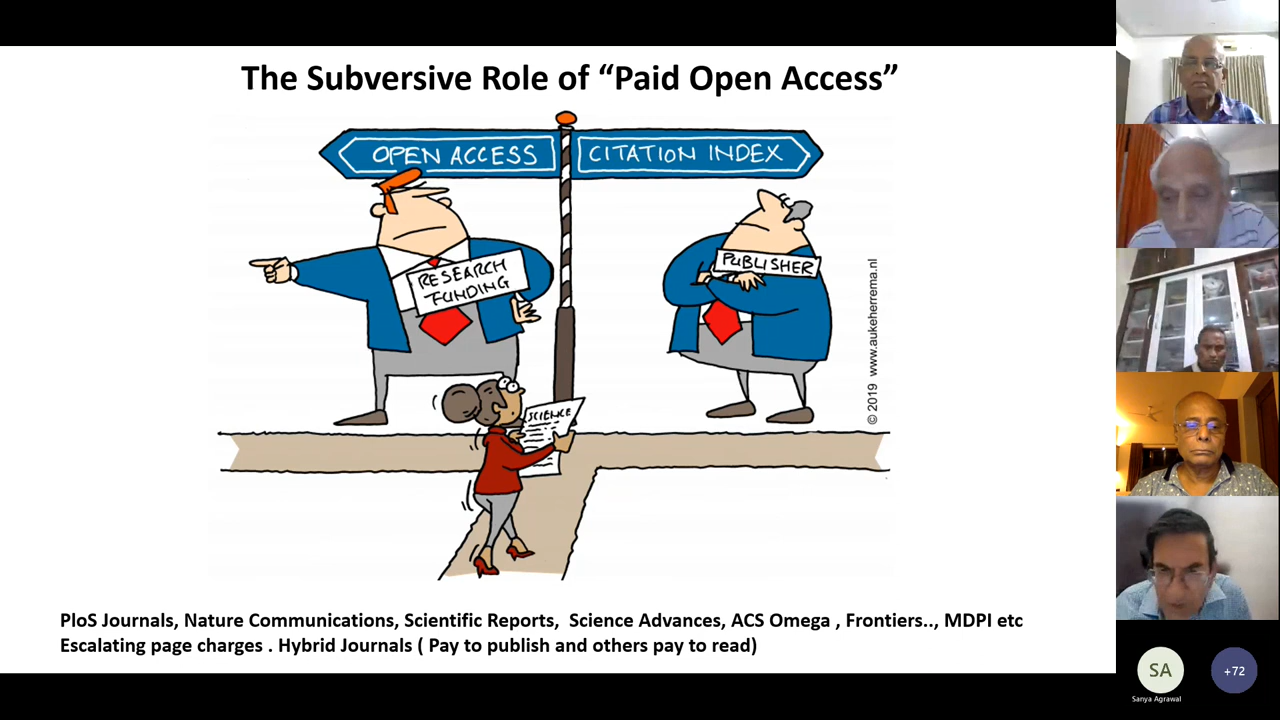 The Subversive Role of “Paid Open Access”
OPEN ACCESS
CITATION INDEX
RESEARCH
FUNDING
PUBLISHER
SCIENCE
© 2019 www.aukeherrema.nl
PloS Journals, Nature Communications, Scientific Reports, Science Advances, ACS Omega , Frontiers.., MDPI etc
Escalating page charges . Hybrid Journals ( Pay to publish and others pay to read)
SA
Sanya Agrawal
+72